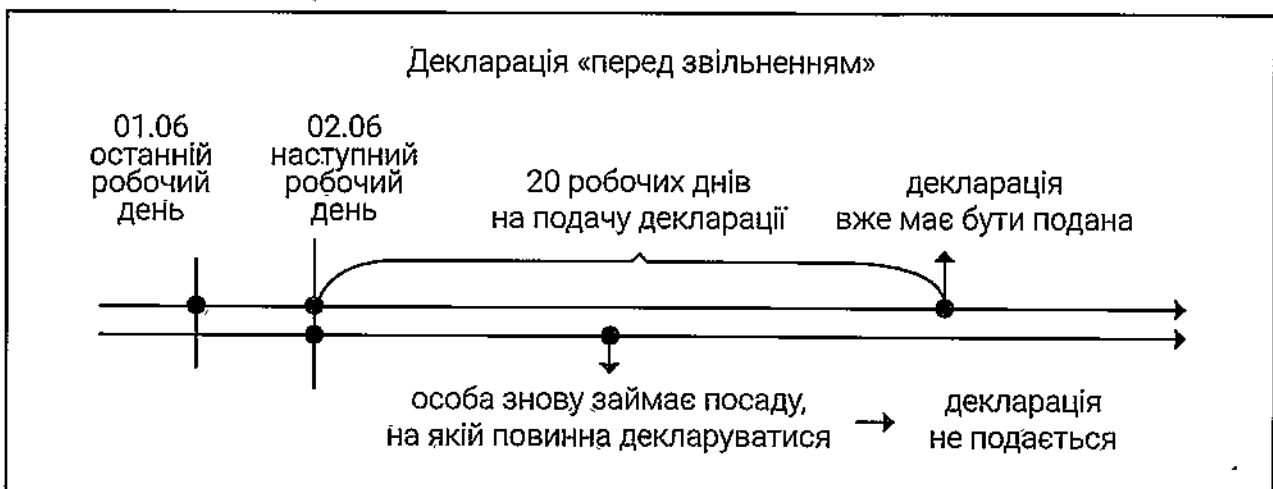 Декларація «перед звільненням»
01.06
останній
робочий
день
02.06
наступний
робочий
день
20 робочих днів
на подачу декларації
декларація
вже має бути подана
особа знову займає посаду,
на якій повинна декларуватися
декларація
не подається